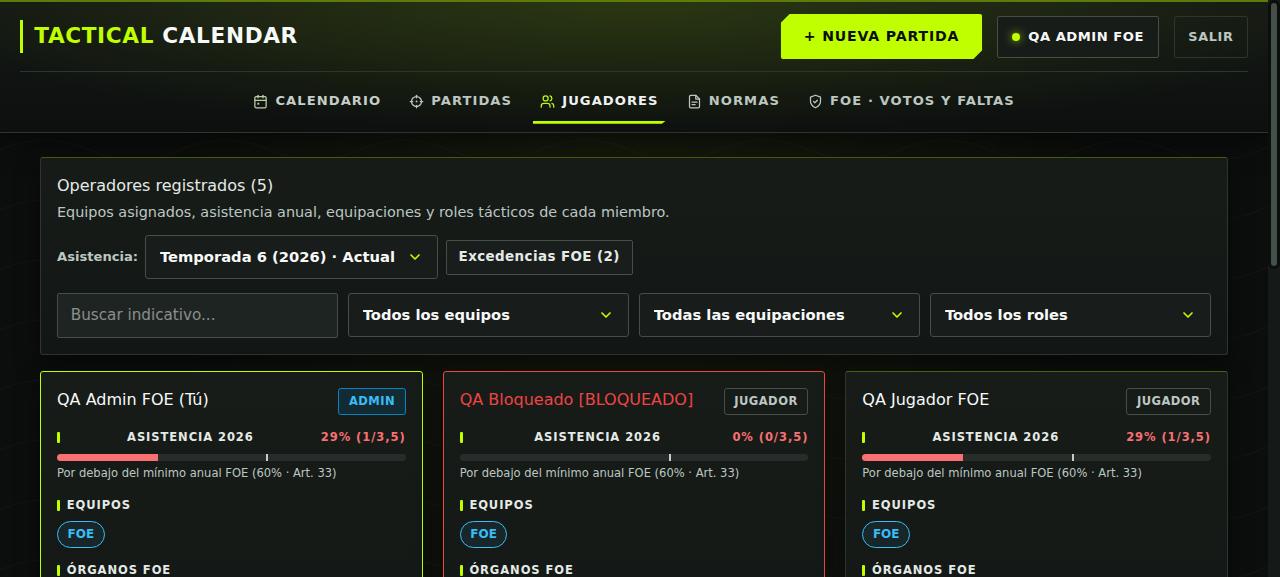 TACTICAL CALENDAR
+ NUEVA PARTIDA
QA ADMIN FOE
SALIR
CALENDARIO
PARTIDAS
JUGADORES
NORMAS
FOE · VOTOS Y FALTAS
Operadores registrados (5)
Equipos asignados, asistencia anual, equipaciones y roles tácticos de cada miembro.
Asistencia:
Temporada 6 (2026) · Actual
Excedencias FOE (2)
Buscar indicativo...
Todos los equipos
Todas las equipaciones
Todos los roles
QA Admin FOE (Tú)
ADMIN
ASISTENCIA 2026
29% (1/3,5)
Por debajo del mínimo anual FOE (60% · Art. 33)
EQUIPOS
FOE
ÓRGANOS FOE
QA Bloqueado [BLOQUEADO]
JUGADOR
ASISTENCIA 2026
0% (0/3,5)
Por debajo del mínimo anual FOE (60% · Art. 33)
EQUIPOS
FOE
ÓRGANOS FOE
QA Jugador FOE
JUGADOR
ASISTENCIA 2026
29% (1/3,5)
Por debajo del mínimo anual FOE (60% · Art. 33)
EQUIPOS
FOE
ÓRGANOS FOE